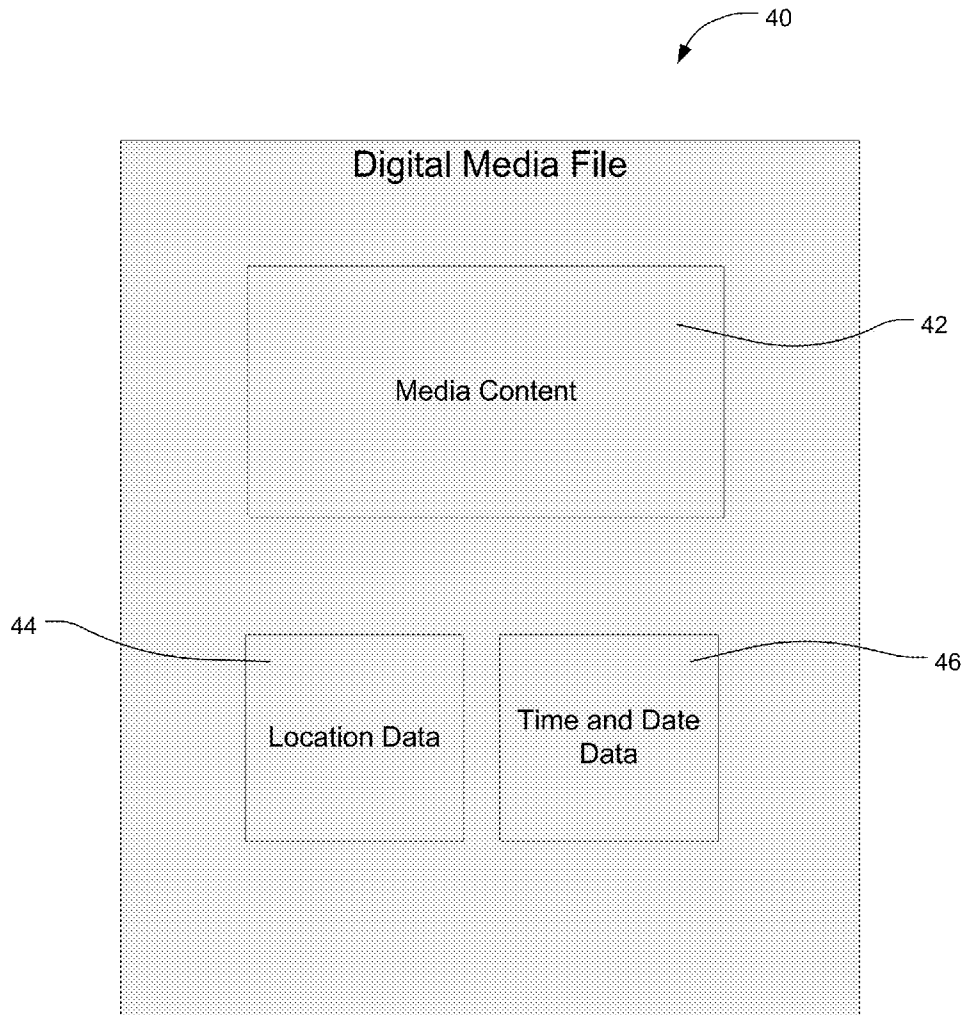 40
Digital Media File
42
Media Content
44
46
Location Data
Time and Date
Data